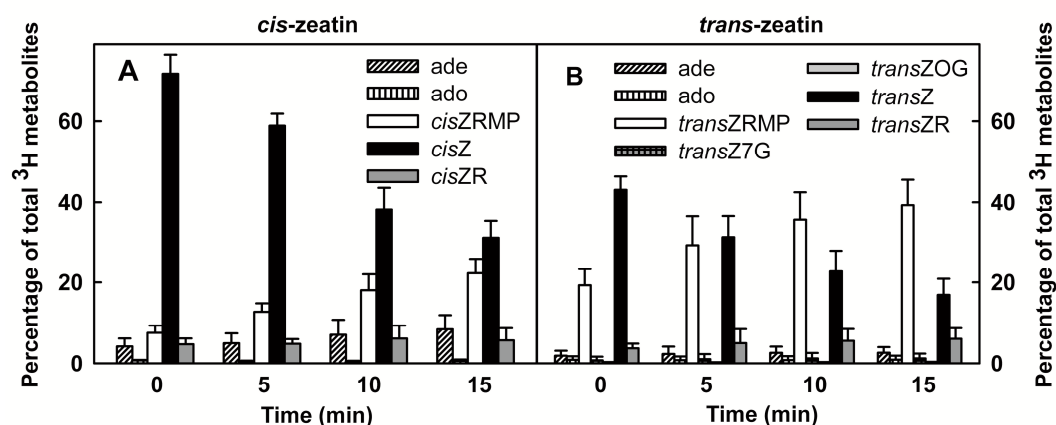 cis-zeatin
trans-zeatin
Percentage of total ³H metabolites
60
40
20
0
A
ade
ado
cisZRMP
cisZ
cisZR
0 5 10 15
Time (min)
B
ade
ado
transZRMP
transZ7G
transZOG
transZ
transZR
0 5 10 15
Time (min)
60
40
20
0
Percentage of total ³H metabolites